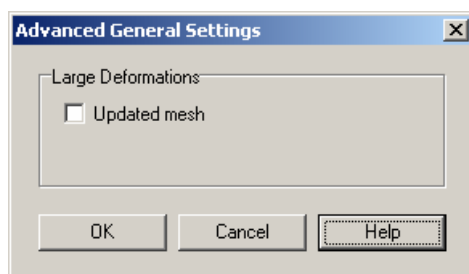 Advanced General Settings
Large Deformations
Updated mesh
OK Cancel Help